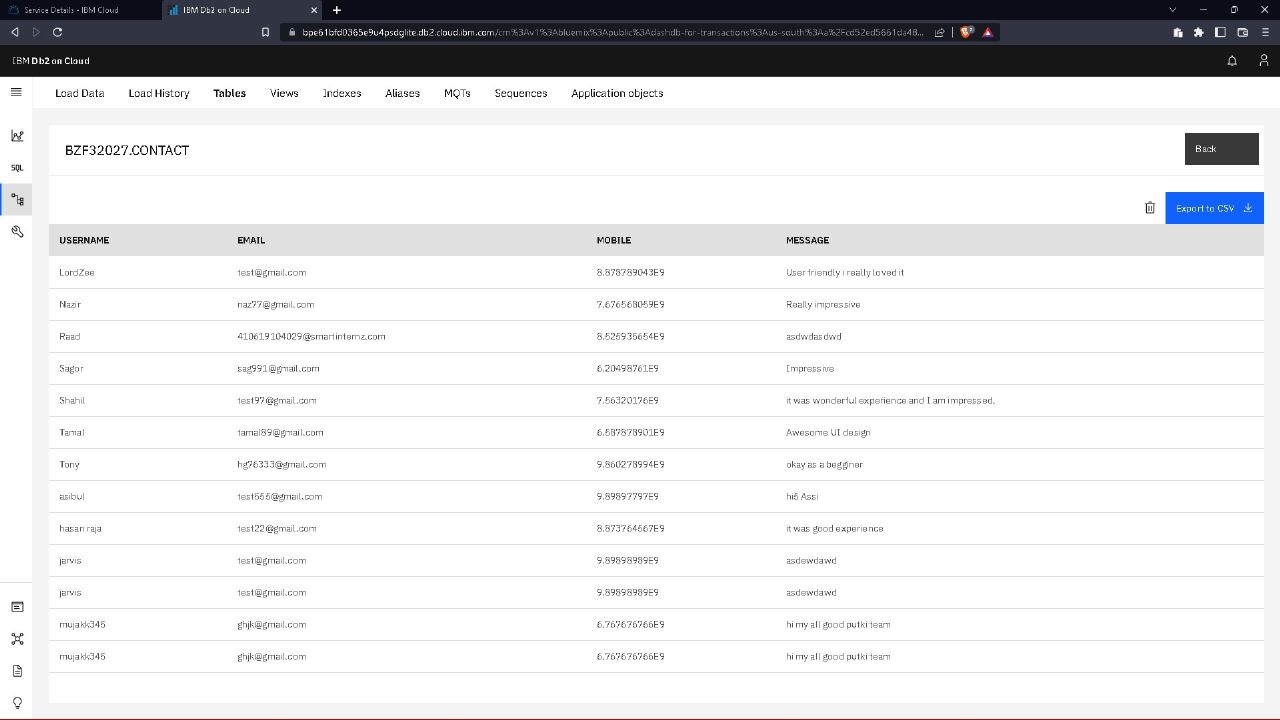 Service Details - IBM Cloud IBM Db2 on Cloud
bpe61bfd0365e9u4psdglite.db2.cloud.ibm.com/crn%3Av1%3Abluemix%3Apublic%3Adashdb-for-transactions%3Aus-south%3Aa%2Fcd52ed5661da48...
IBM Db2 on Cloud
Load Data Load History Tables Views Indexes Aliases MQTs Sequences Application objects
SQL
BZF32027.CONTACT Back
Export to CSV
USERNAME EMAIL MOBILE MESSAGE
LordZee test@gmail.com 8.878789043E9 User friendly i really loved it
Nazir naz77@gmail.com 7.676568059E9 Really impressive
Read 410619104029@smartinternz.com 8.525935654E9 asdwdasdwd
Sagor sag991@gmail.com 6.20498761E9 Impressive
Shahil test97@gmail.com 7.56320176E9 it was wonderful experience and I am impressed.
Tamal tamal89@gmail.com 6.587878901E9 Awesome UI design
Tony hg76333@gmail.com 9.860278994E9 okay as a begginer
asibul test555@gmail.com 9.89897797E9 hi5 Assi
hasan raja test22@gmail.com 8.873764567E9 it was good experience
jarvis test@gmail.com 9.89898989E9 asdewdawd
jarvis test@gmail.com 9.89898989E9 asdewdawd
mujakk345 ghjk@gmail.com 6.767676766E9 hi my all good putki team
mujakk345 ghjk@gmail.com 6.767676766E9 hi my all good putki team